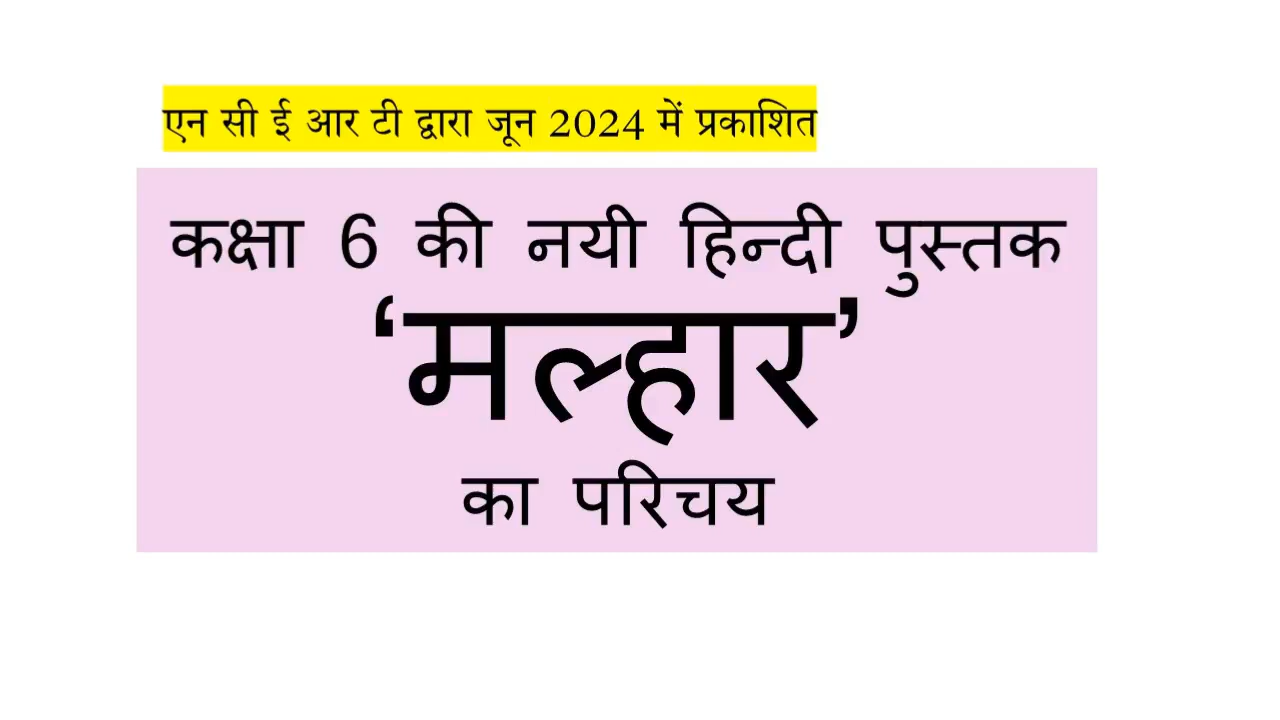 एन सी ई आर टी द्वारा जून 2024 में प्रकाशित
कक्षा 6 की नयी हिन्दी पुस्तक
‘मल्हार’
का परिचय